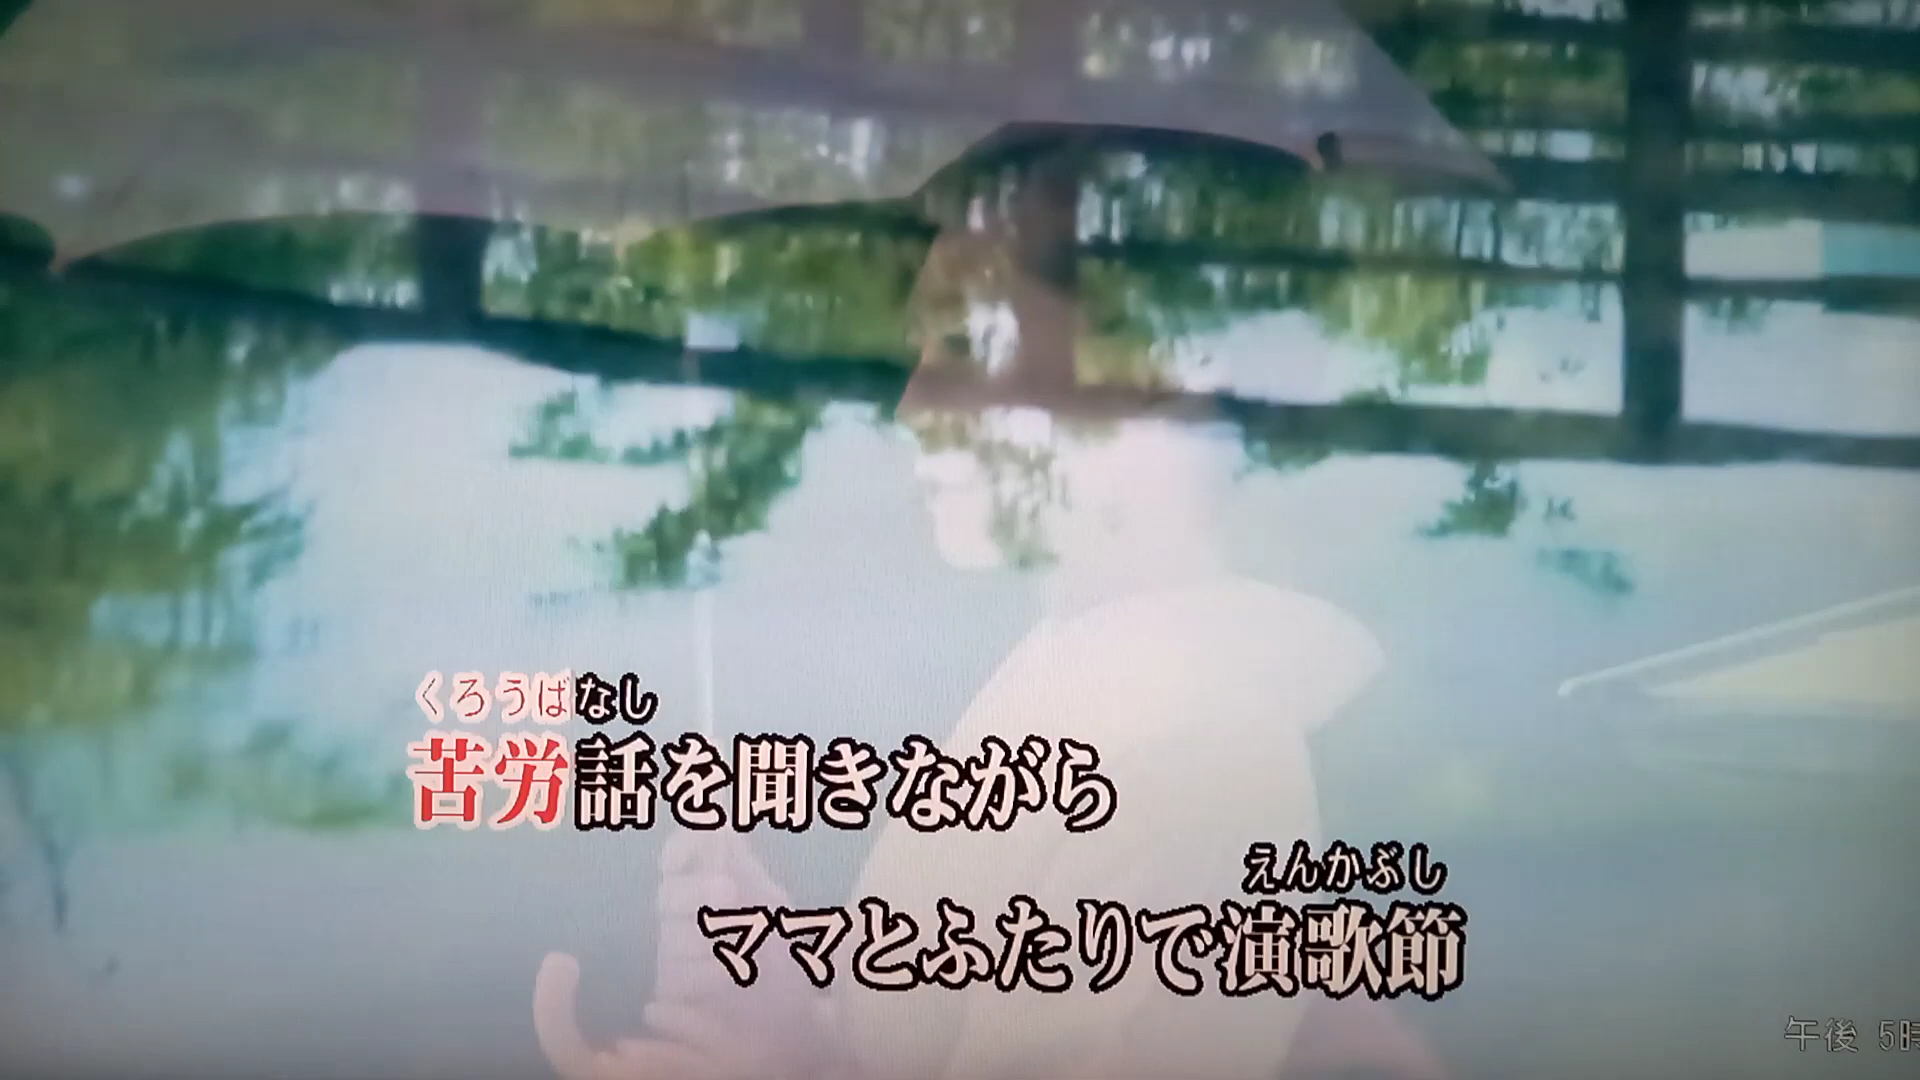 くろうばなし
苦労話を聞きながら
えんかぶし
ママとふたりで演歌節
午後 5時